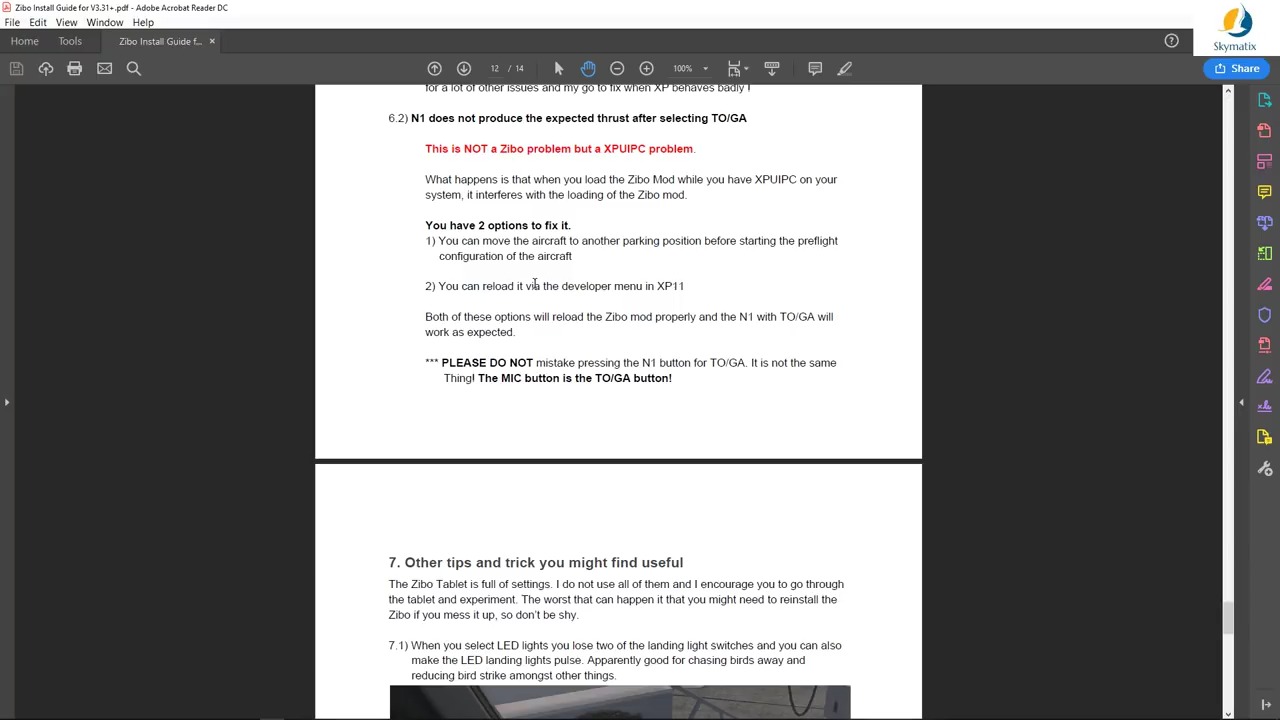 Zibo Install Guide for V3.31+.pdf - Adobe Acrobat Reader DC
File Edit View Window Help
Skymatix
Home Tools Zibo Install Guide f... ×
12 / 14 100% Share
for a lot of other issues and my go to fix when XP behaves badly !
6.2) N1 does not produce the expected thrust after selecting TO/GA
This is NOT a Zibo problem but a XPUIPC problem.
What happens is that when you load the Zibo Mod while you have XPUIPC on your
system, it interferes with the loading of the Zibo mod.
You have 2 options to fix it.
1) You can move the aircraft to another parking position before starting the preflight
configuration of the aircraft
2) You can reload it via the developer menu in XP11
Both of these options will reload the Zibo mod properly and the N1 with TO/GA will
work as expected.
*** PLEASE DO NOT mistake pressing the N1 button for TO/GA. It is not the same
Thing! The MIC button is the TO/GA button!
7. Other tips and trick you might find useful
The Zibo Tablet is full of settings. I do not use all of them and I encourage you to go through
the tablet and experiment. The worst that can happen it that you might need to reinstall the
Zibo if you mess it up, so don't be shy.
7.1) When you select LED lights you lose two of the landing light switches and you can also
make the LED landing lights pulse. Apparently good for chasing birds away and
reducing bird strike amongst other things.